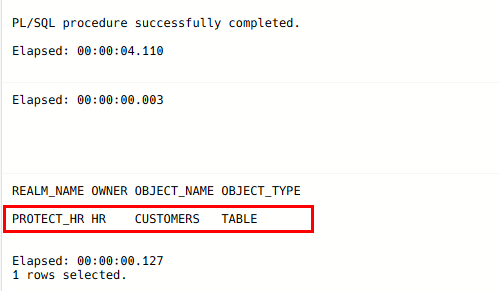 PL/SQL procedure successfully completed.
Elapsed: 00:00:04.110
Elapsed: 00:00:00.003
REALM_NAME OWNER OBJECT_NAME OBJECT_TYPE
PROTECT_HR HR CUSTOMERS TABLE
Elapsed: 00:00:00.127
1 rows selected.